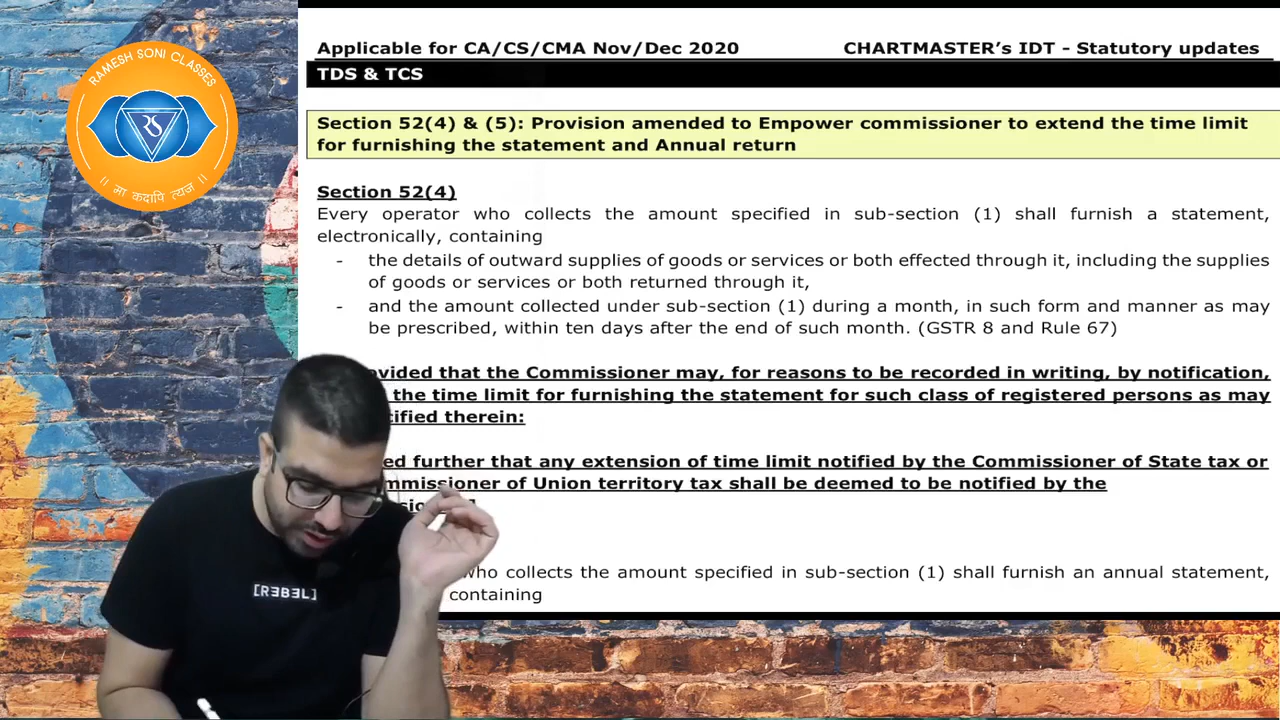 RAMESH SONI CLASSES
RS
|| मा कदापि त्यज ||
Applicable for CA/CS/CMA Nov/Dec 2020 CHARTMASTER’s IDT - Statutory updates
TDS & TCS
Section 52(4) & (5): Provision amended to Empower commissioner to extend the time limit
for furnishing the statement and Annual return
Section 52(4)
Every operator who collects the amount specified in sub-section (1) shall furnish a statement,
electronically, containing
- the details of outward supplies of goods or services or both effected through it, including the supplies
of goods or services or both returned through it,
- and the amount collected under sub-section (1) during a month, in such form and manner as may
be prescribed, within ten days after the end of such month. (GSTR 8 and Rule 67)
that the Commissioner may, for reasons to be recorded in writing, by notification,
the time limit for furnishing the statement for such class of registered persons as may
therein:
further that any extension of time limit notified by the Commissioner of State tax or
of Union territory tax shall be deemed to be notified by the
who collects the amount specified in sub-section (1) shall furnish an annual statement,
containing
[RƎBƎL]